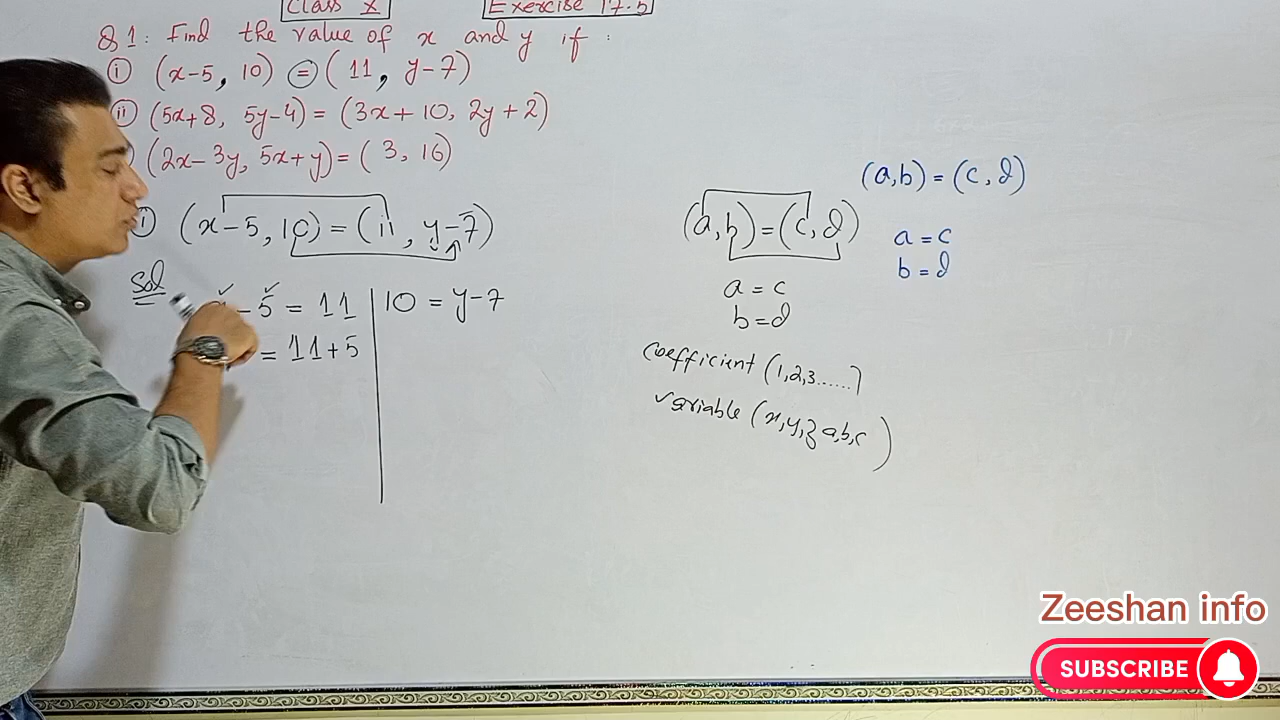 Class X Exercise 17.5
Q1: Find the value of x and y if :
(i) (x-5, 10) = (11, y-7)
(ii) (5x+8, 5y-4) = (3x+10, 2y+2)
(2x-3y, 5x+y) = (3, 16)
(i) (x-5, 10) = (11, y-7)
Sol
-5 = 11
= 11+5
10 = y-7
(a,b) = (c,d)
a = c
b = d
coefficient (1,2,3......)
variable (x,y,z a,b,c)
(a,b) = (c,d)
a = c
b = d
Zeeshan info
SUBSCRIBE